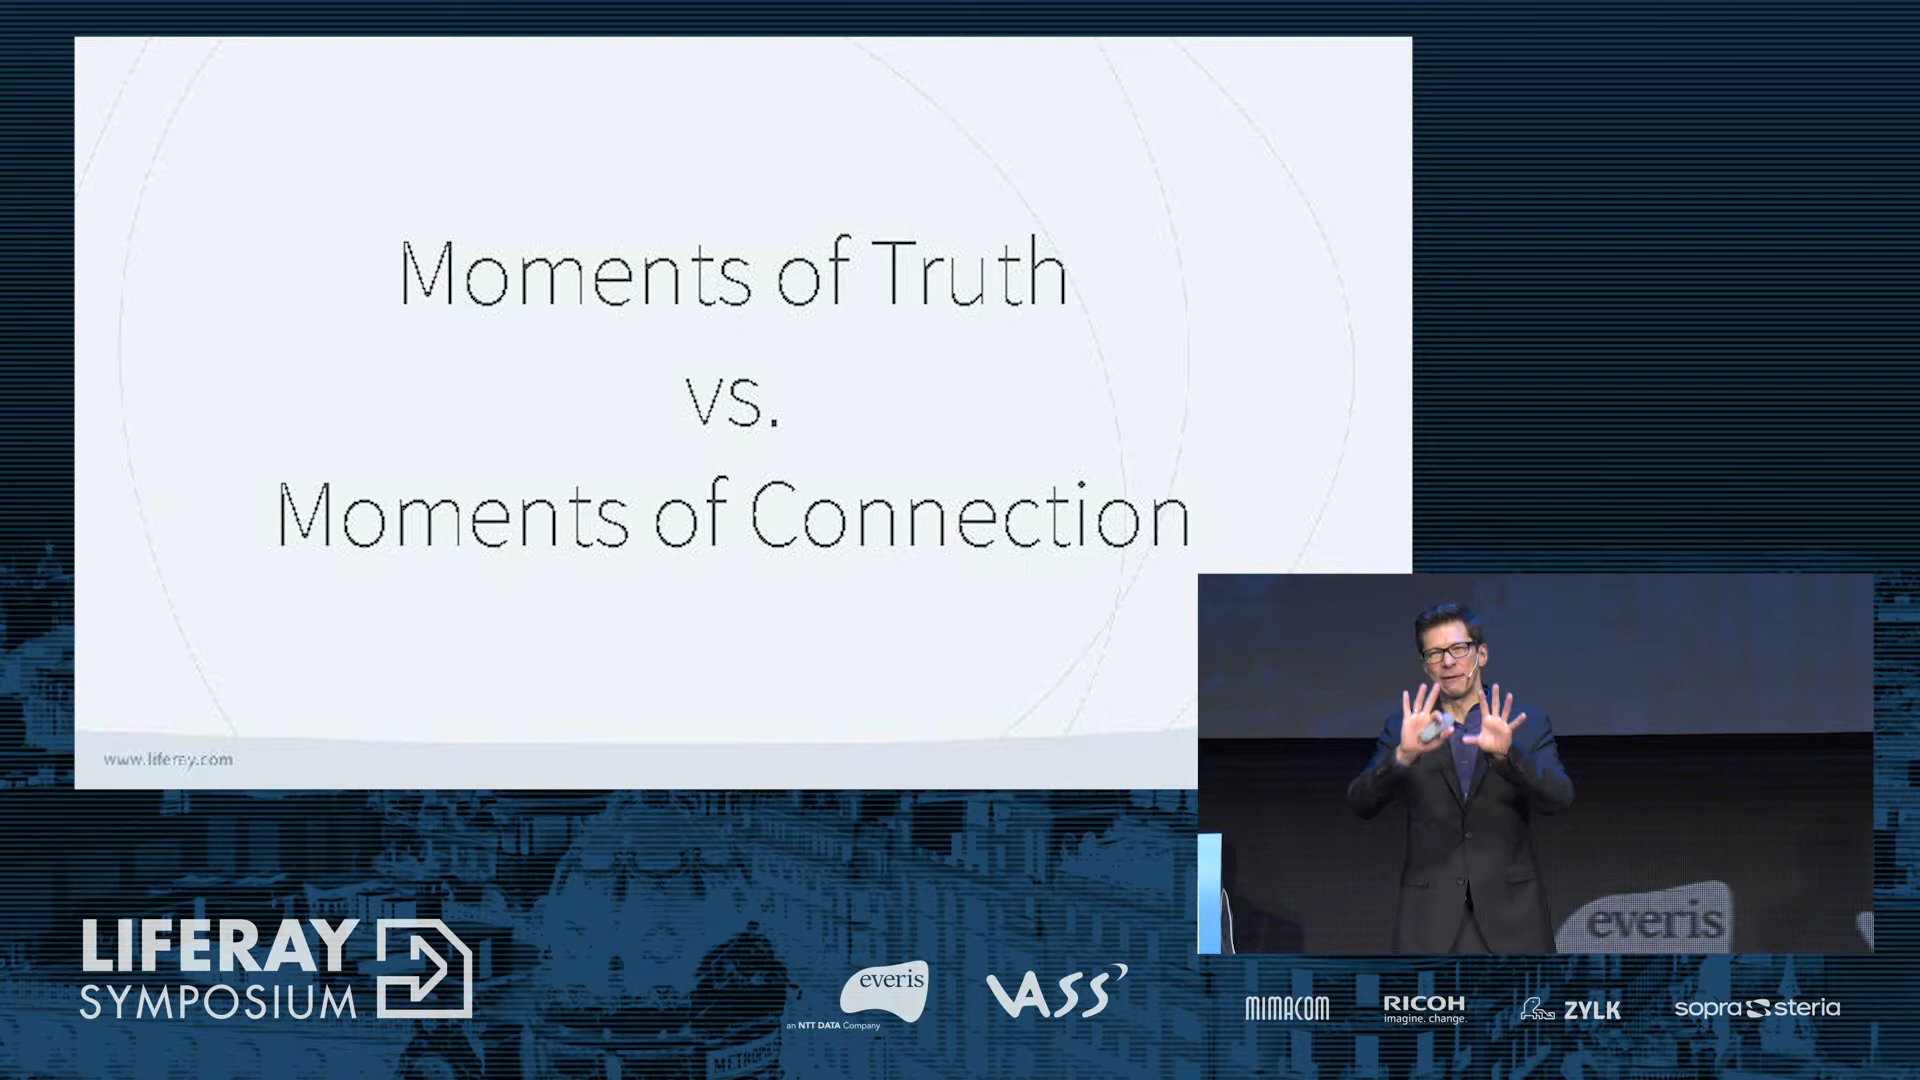 Moments of Truth
vs.
Moments of Connection
www.liferay.com
everis
LIFERAY
SYMPOSIUM
everis
an NTT DATA Company
VASS
MIMACOM
RICOH
imagine. change.
ZYLK
sopra steria
METROPOL